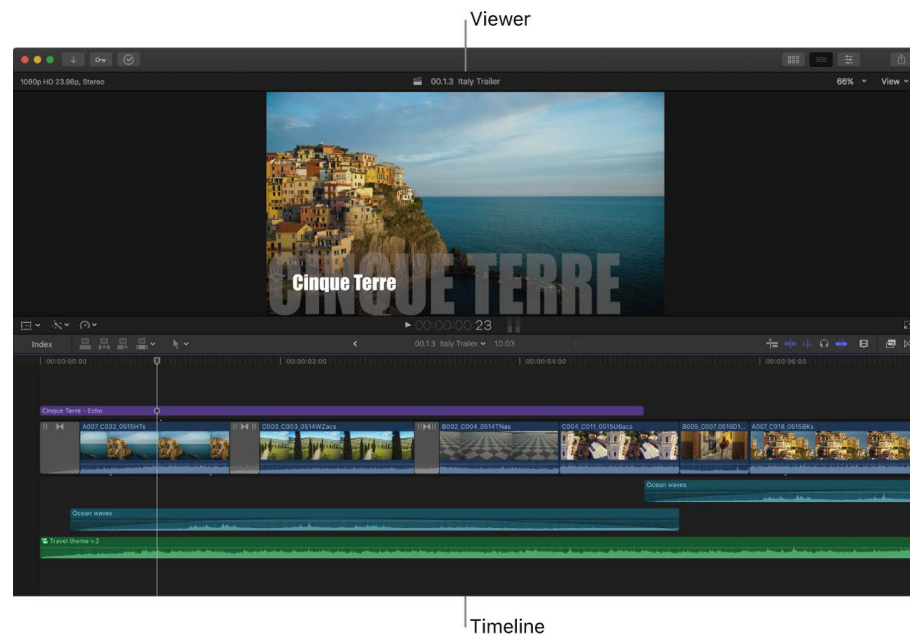 Viewer
1080p HD 23.98p, Stereo
00.1.3 Italy Trailer
66%
View
CINQUE TERRE
Cinque Terre
00:00:00:23
Index
00.1.3 Italy Trailer
10:03
00:00:00:00
00:00:02:00
00:00:04:00
00:00:06:00
Cinque Terre - Echo
A007_C032_0515HTs
C003_C003_0514WZacs
B002_C004_0514TNas
C004_C011_0515U6acs
B005_C007_0516D1...
A007_C018_0515BKs
Ocean waves
Ocean waves
Travel theme v.2
Timeline